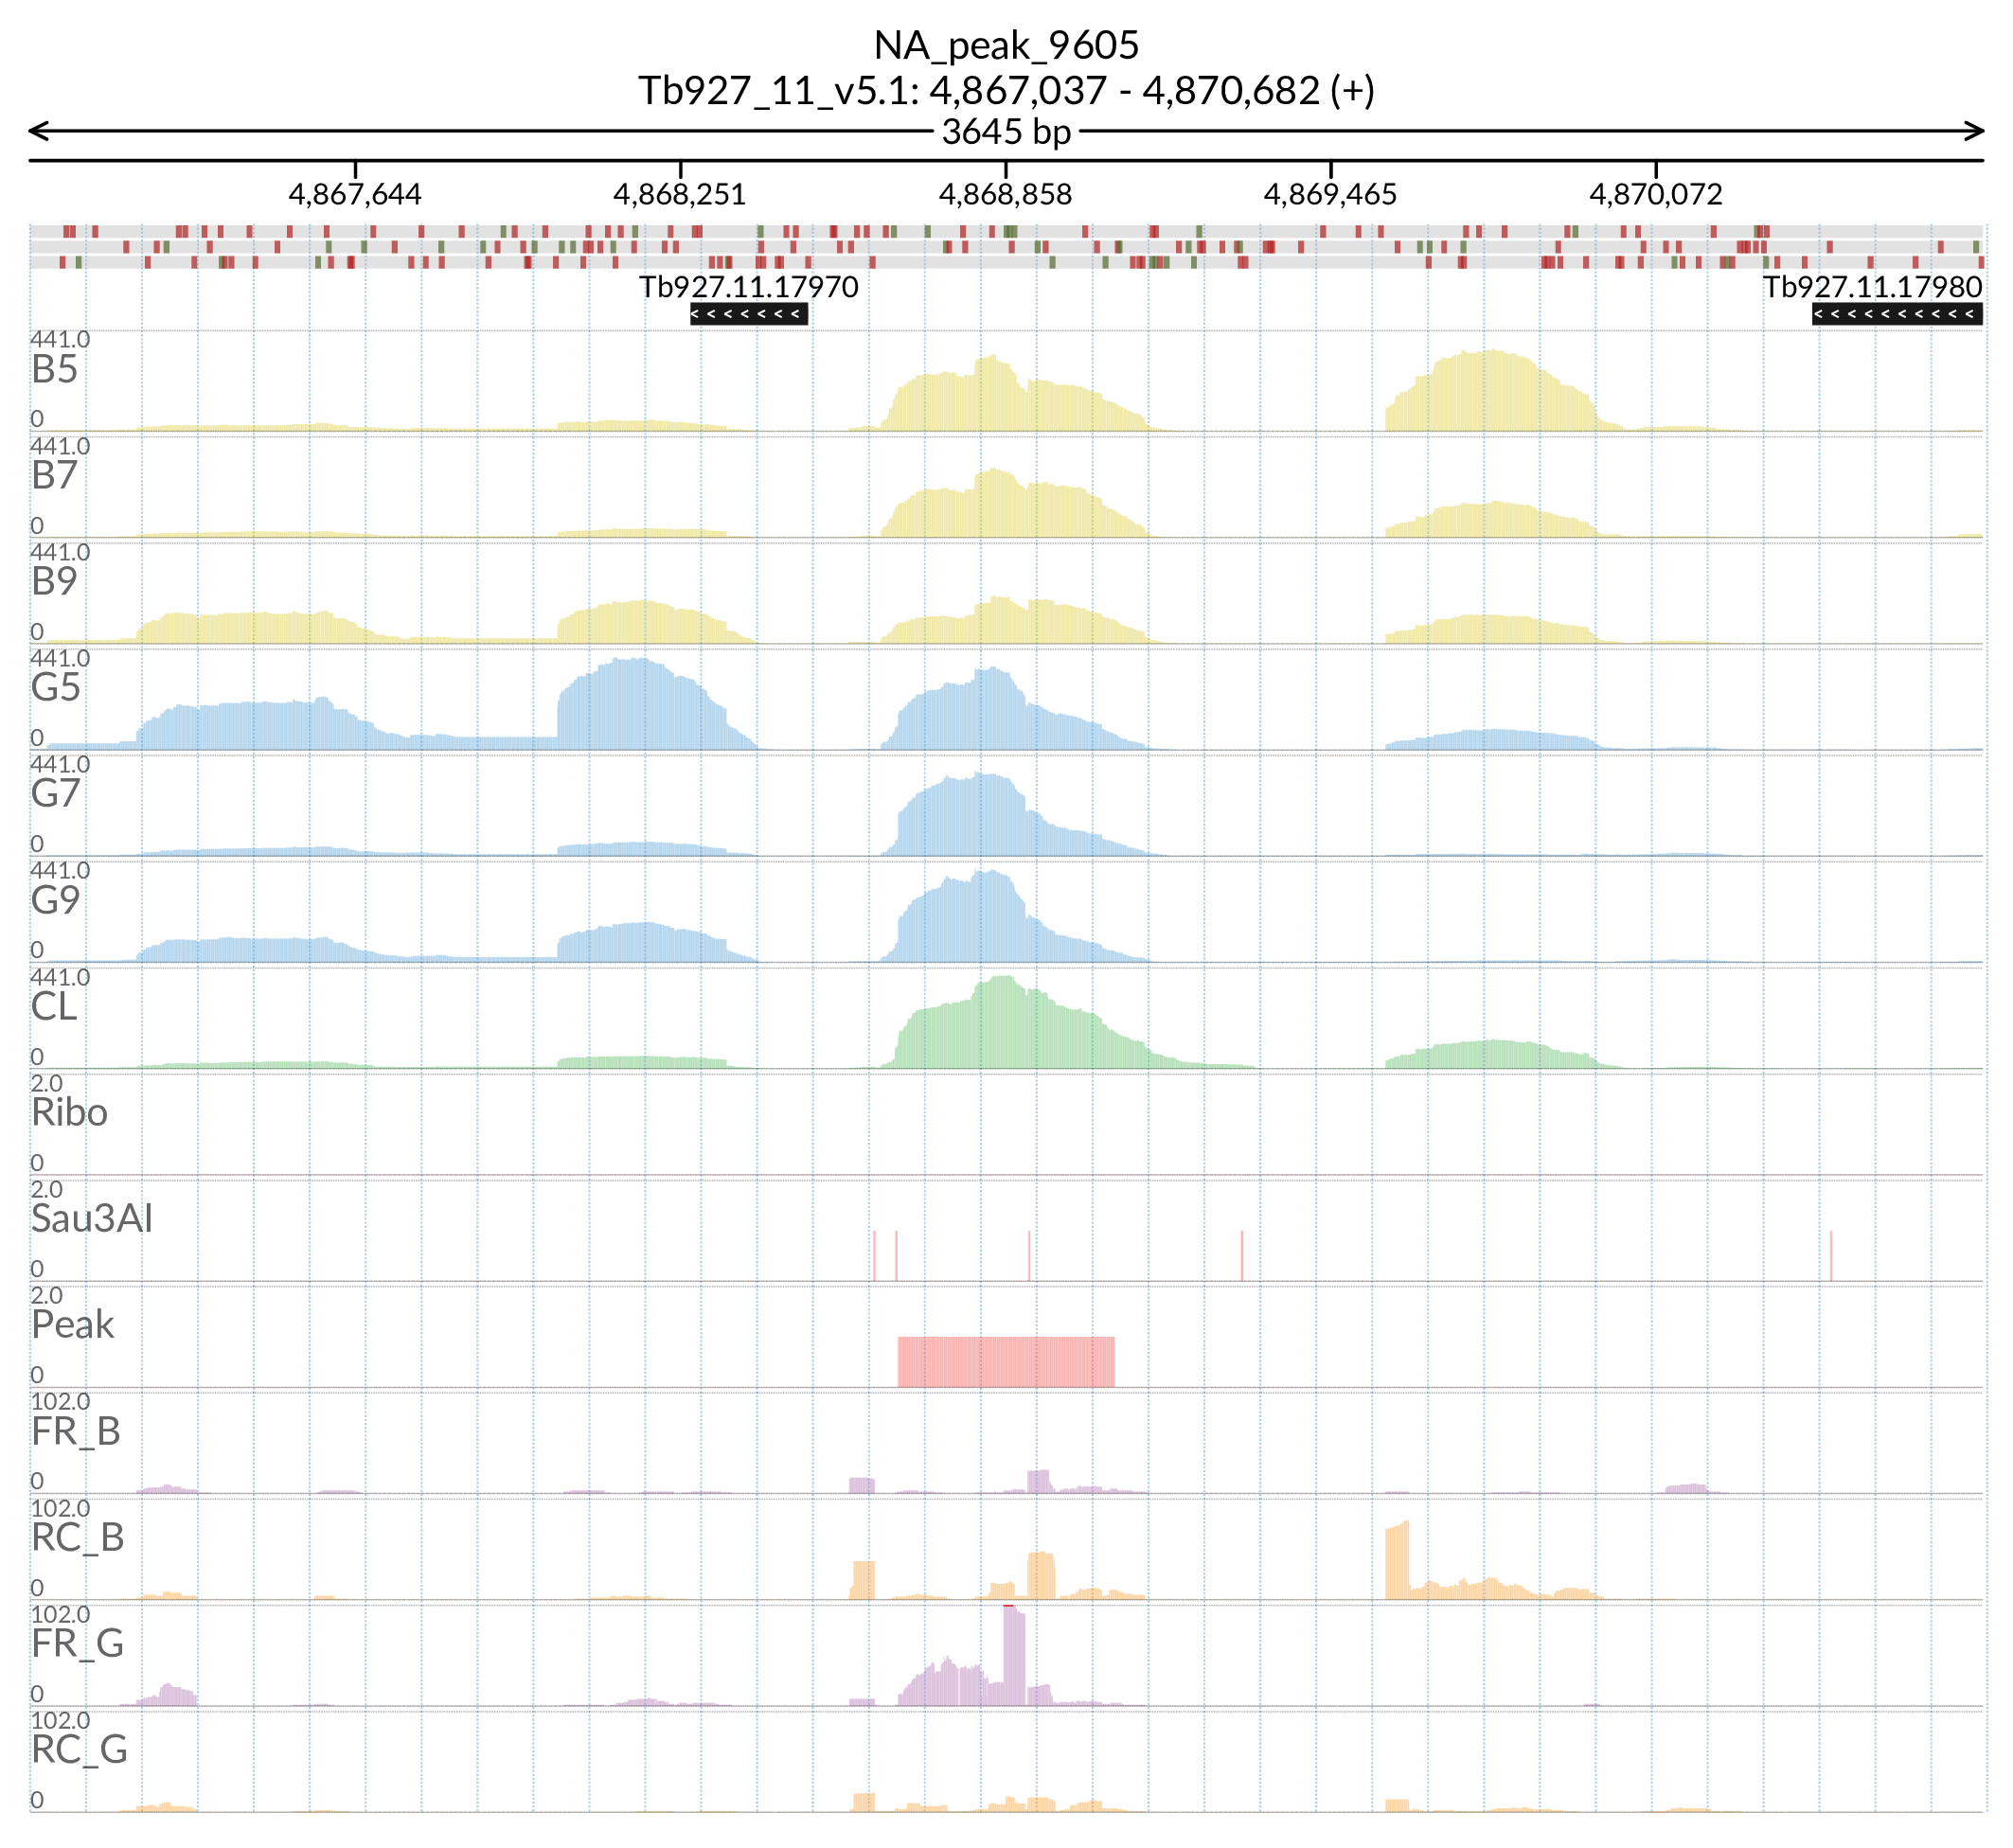 NA_peak_9605
Tb927_11_v5.1: 4,867,037 - 4,870,682 (+)
3645 bp
4,867,644 4,868,251 4,868,858 4,869,465 4,870,072
Tb927.11.17970 Tb927.11.17980
441.0
B5
0
441.0
B7
0
441.0
B9
0
441.0
G5
0
441.0
G7
0
441.0
G9
0
441.0
CL
0
2.0
Ribo
0
2.0
Sau3AI
0
2.0
Peak
0
102.0
FR_B
0
102.0
RC_B
0
102.0
FR_G
0
102.0
RC_G
0